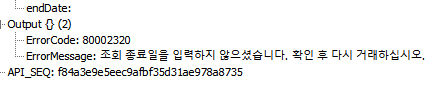 endDate:
Output {} (2)
ErrorCode: 80002320
ErrorMessage: 조회 종료일을 입력하지 않으셨습니다. 확인 후 다시 거래하십시오.
API_SEQ: f84a3e9e5eec9afbf35d31ae978a8735